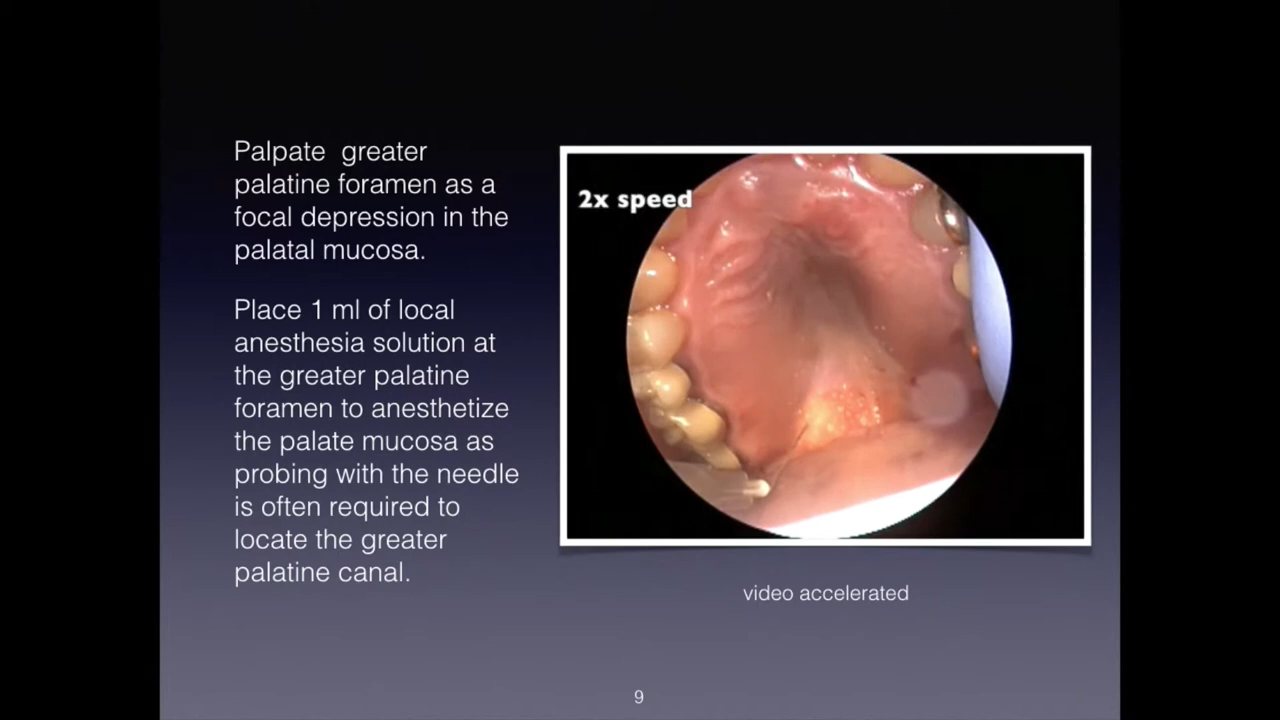 Palpate  greater
palatine foramen as a
focal depression in the
palatal mucosa.
Place 1 ml of local
anesthesia solution at
the greater palatine
foramen to anesthetize
the palate mucosa as
probing with the needle
is often required to
locate the greater
palatine canal.
2x speed
video accelerated
9